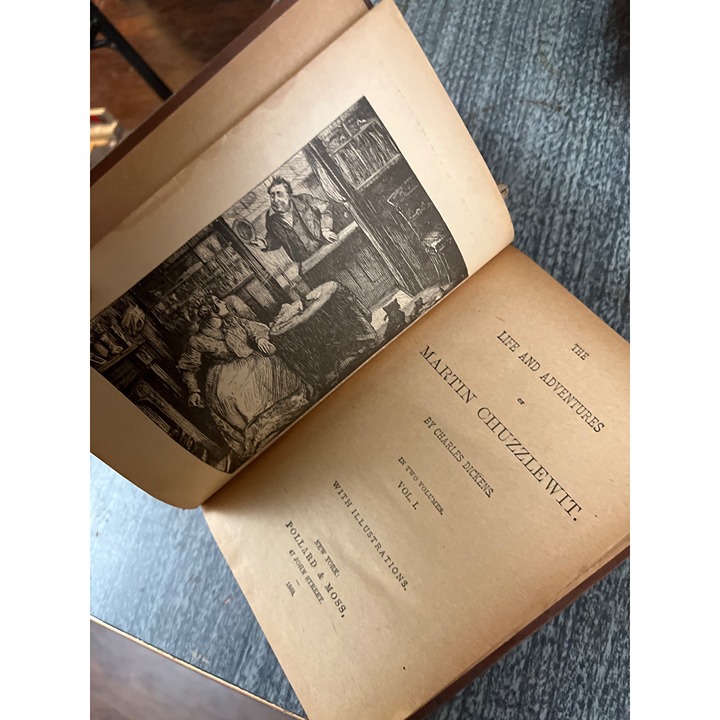 THE
LIFE AND ADVENTURES
OF
MARTIN CHUZZLEWIT.
BY CHARLES DICKENS.
IN TWO VOLUMES.
VOL. I.
WITH ILLUSTRATIONS.
NEW YORK:
POLLARD & MOSS,
47 JOHN STREET.